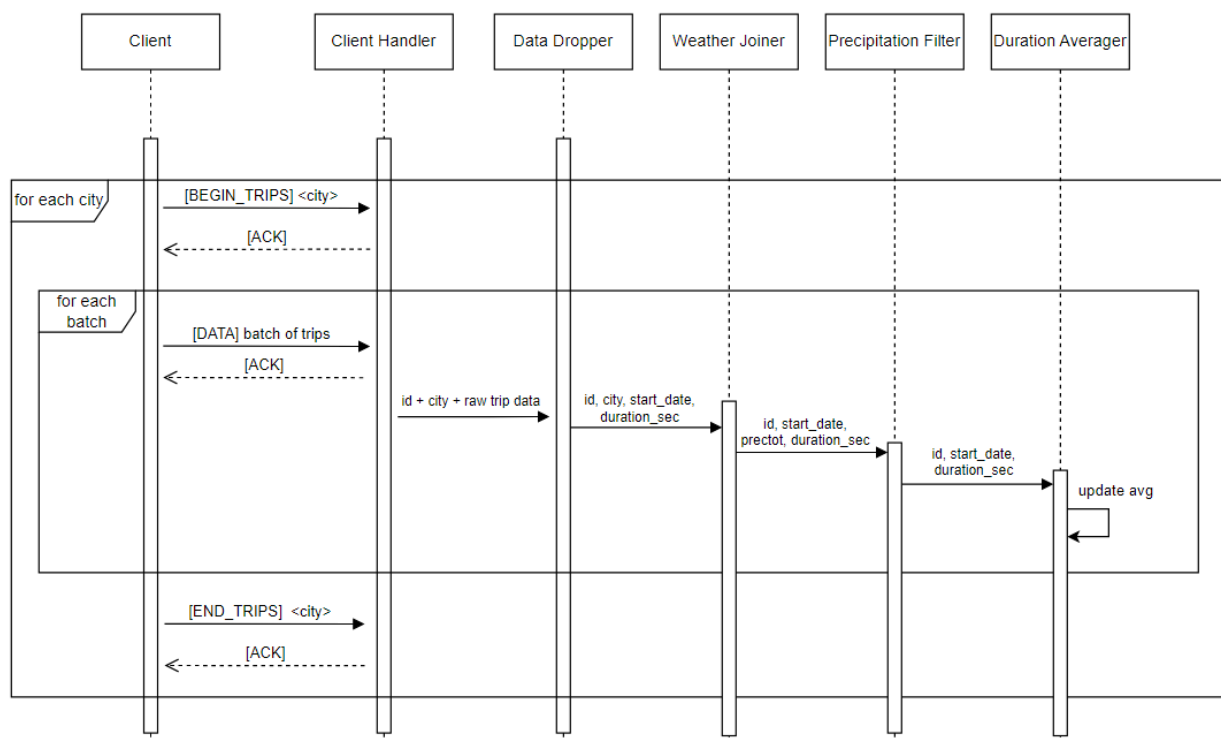 Client
Client Handler
Data Dropper
Weather Joiner
Precipitation Filter
Duration Averager
for each city
[BEGIN_TRIPS] <city>
[ACK]
for each
batch
[DATA] batch of trips
[ACK]
id + city + raw trip data
id, city, start_date,
duration_sec
id, start_date,
prectot, duration_sec
id, start_date,
duration_sec
update avg
[END_TRIPS]  <city>
[ACK]